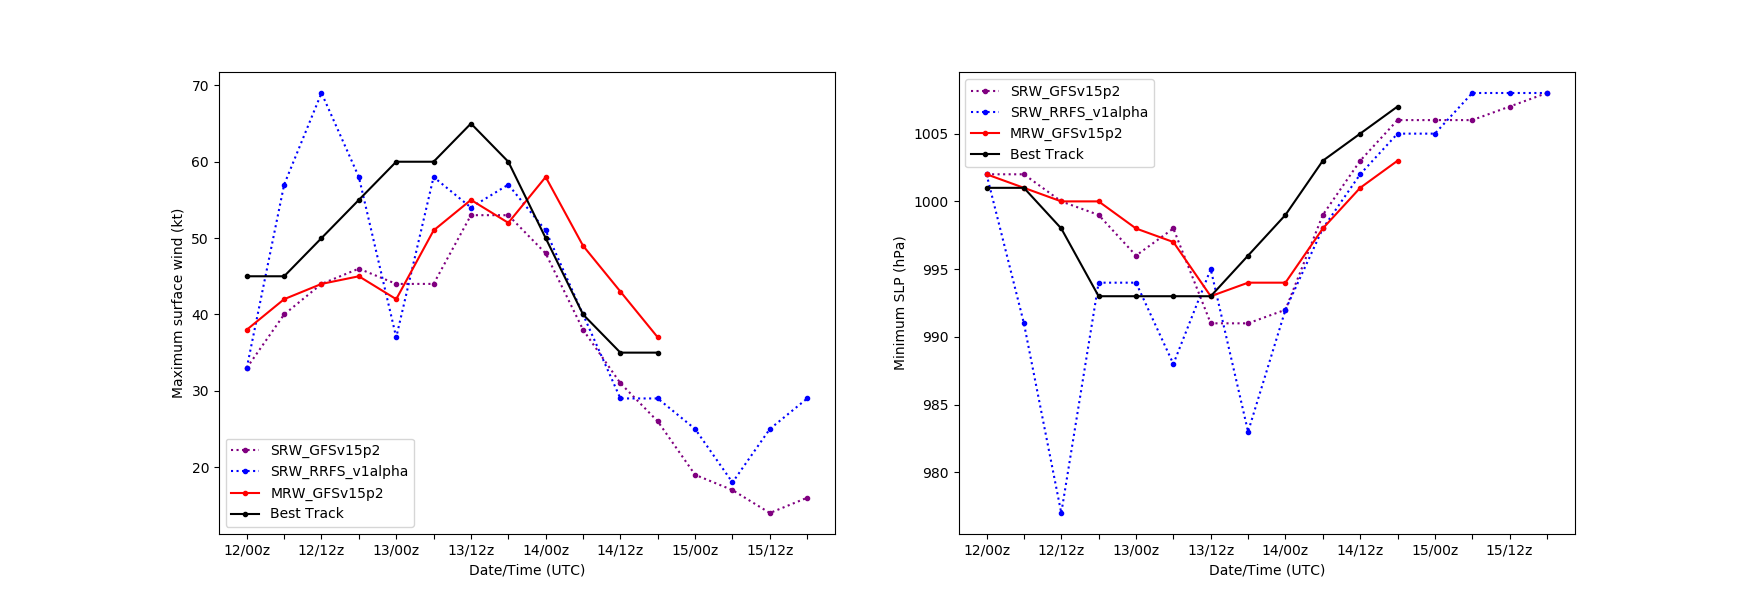 70
60
50
40
30
20
Maximum surface wind (kt)
SRW_GFSv15p2
SRW_RRFS_v1alpha
MRW_GFSv15p2
Best Track
12/00z 12/12z 13/00z 13/12z 14/00z 14/12z 15/00z 15/12z
Date/Time (UTC)
SRW_GFSv15p2
SRW_RRFS_v1alpha
MRW_GFSv15p2
Best Track
1005
1000
995
990
985
980
Minimum SLP (hPa)
12/00z 12/12z 13/00z 13/12z 14/00z 14/12z 15/00z 15/12z
Date/Time (UTC)